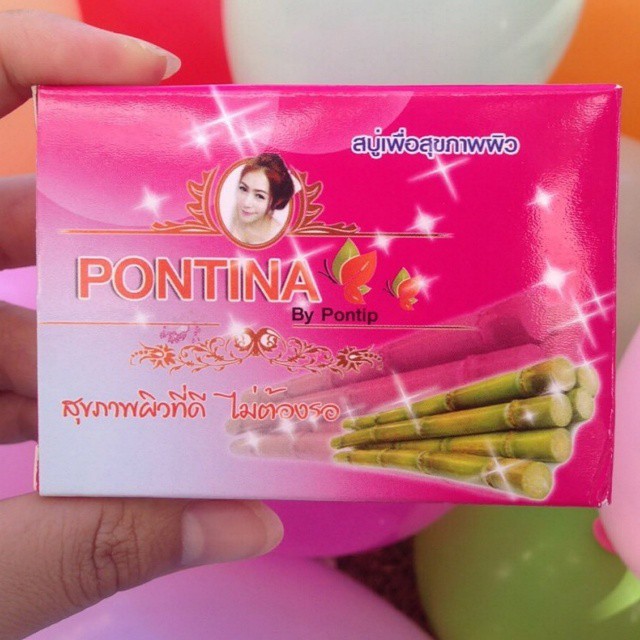 สบู่เพื่อสุขภาพผิว
PONTINA
By Pontip
สุขภาพผิวที่ดี ไม่ต้องรอ